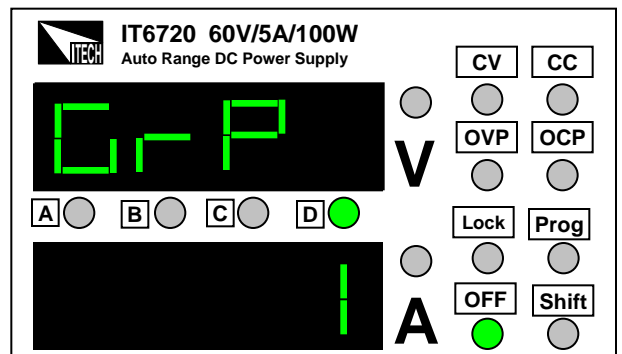 ITECH
IT6720 60V/5A/100W
Auto Range DC Power Supply
CV CC
GrP
V
OVP OCP
A B C D
Lock Prog
1
A
OFF Shift